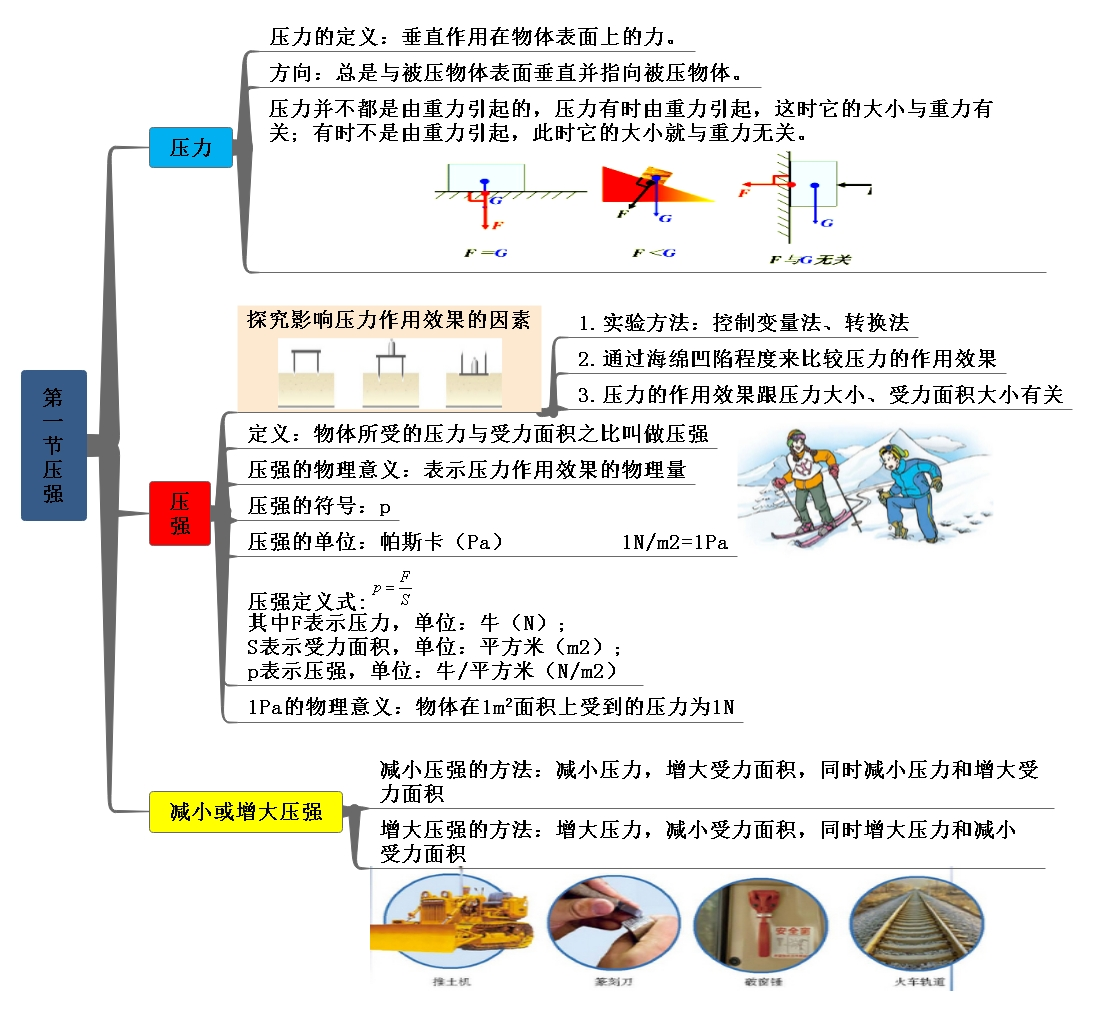 压力的定义：垂直作用在物体表面上的力。
方向：总是与被压物体表面垂直并指向被压物体。
压力并不都是由重力引起的，压力有时由重力引起，这时它的大小与重力有
关；有时不是由重力引起，此时它的大小就与重力无关。
压力
G
F
F=G
F
G
F<G
F
G
F与G无关
探究影响压力作用效果的因素
1.实验方法：控制变量法、转换法
2.通过海绵凹陷程度来比较压力的作用效果
3.压力的作用效果跟压力大小、受力面积大小有关
第一节压强
压强
定义：物体所受的压力与受力面积之比叫做压强
压强的物理意义：表示压力作用效果的物理量
压强的符号：p
压强的单位：帕斯卡（Pa） 1N/m2=1Pa
压强定义式：p=F/S
其中F表示压力，单位：牛（N）；
S表示受力面积，单位：平方米（m2）；
p表示压强，单位：牛/平方米（N/m2）
1Pa的物理意义：物体在1m²面积上受到的压力为1N
减小或增大压强
减小压强的方法：减小压力，增大受力面积，同时减小压力和增大受
力面积
增大压强的方法：增大压力，减小受力面积，同时增大压力和减小
受力面积
安全窗
推土机
篆刻刀
破窗锤
火车轨道